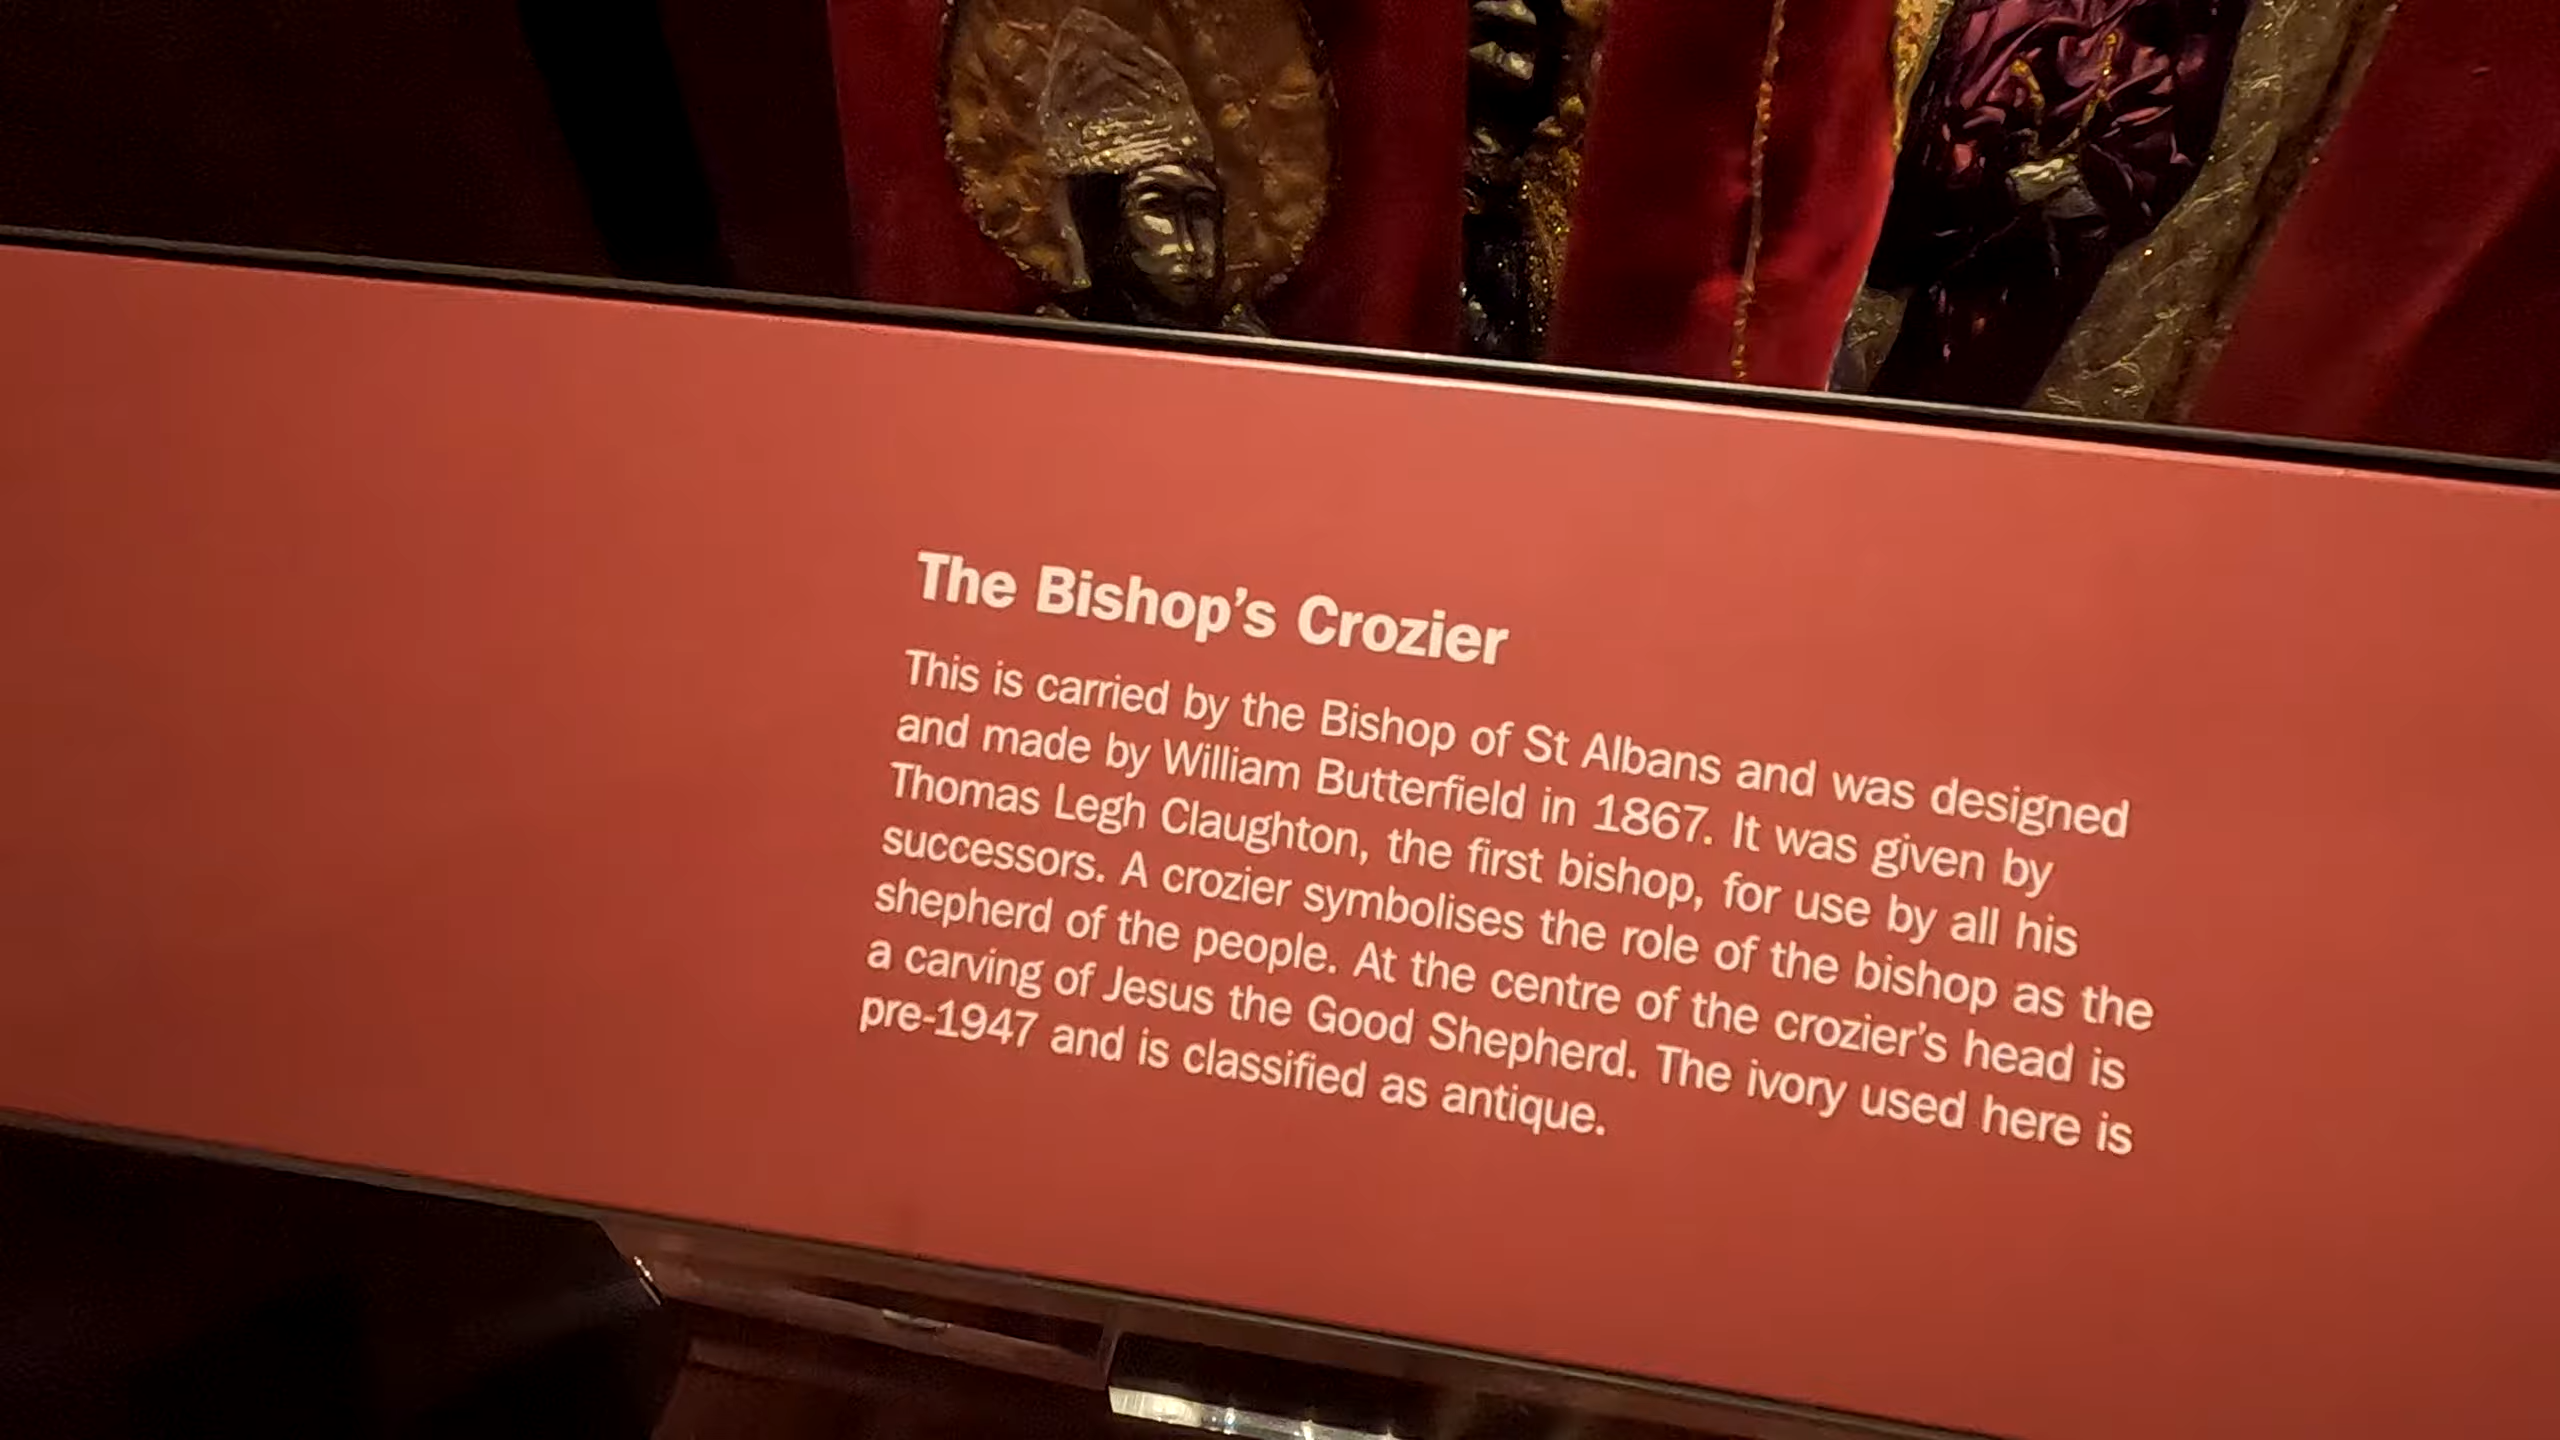 The Bishop’s Crozier
This is carried by the Bishop of St Albans and was designed
and made by William Butterfield in 1867. It was given by
Thomas Legh Claughton, the first bishop, for use by all his
successors. A crozier symbolises the role of the bishop as the
shepherd of the people. At the centre of the crozier's head is
a carving of Jesus the Good Shepherd. The ivory used here is
pre-1947 and is classified as antique.